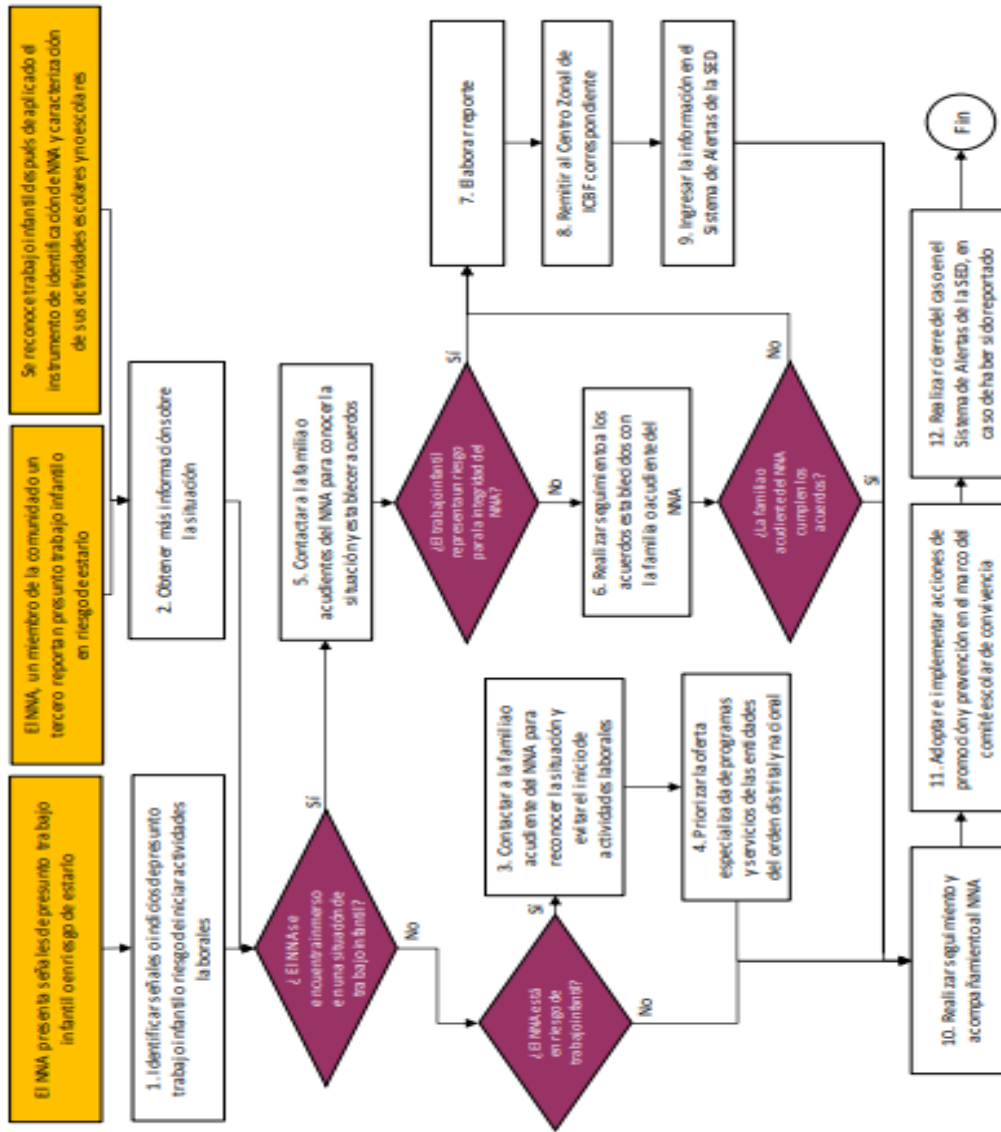 El NNA presenta señales de presunto trabajo
infantil o en riesgo de estarlo
El NNA, un miembro de la comunidad o un
tercero reportan presunto trabajo infantil o
en riesgo de estarlo
Se reconoce trabajo infantil después de aplicado el
instrumento de identificación de NNA y caracterización
de sus actividades escolares y no escolares
1. Identificar señales o indicios de presunto
trabajo infantil o riesgo de iniciar actividades
laborales
2. Obtener más información sobre
la situación
¿El NNA se
encuentra inmerso
en una situación de
trabajo infantil?
Sí
No
¿El NNA está
en riesgo de
trabajo infantil?
Sí
No
3. Contactar a la familia o
acudiente del NNA para
reconocer la situación y
evitar el inicio de
actividades laborales
4. Priorizar la oferta
especializada de programas
y servicios de las entidades
del orden distrital y nacional
5. Contactar a la familia o
acudientes del NNA para conocer la
situación y establecer acuerdos
¿El trabajo infantil
representa un riesgo
para la integridad del
NNA?
Sí
No
6. Realizar seguimiento a los
acuerdos establecidos con
la familia o acudiente del
NNA
¿La familia o
acudiente del NNA
cumplen los
acuerdos?
No
Sí
7. Elaborar reporte
8. Remitir al Centro Zonal de
ICBF correspondiente
9. Ingresar la información en el
Sistema de Alertas de la SED
10. Realizar seguimiento y
acompañamiento al NNA
11. Adoptar e implementar acciones de
promoción y prevención en el marco del
comité escolar de convivencia
12. Realizar cierre del caso en el
Sistema de Alertas de la SED, en
caso de haber sido reportado
Fin